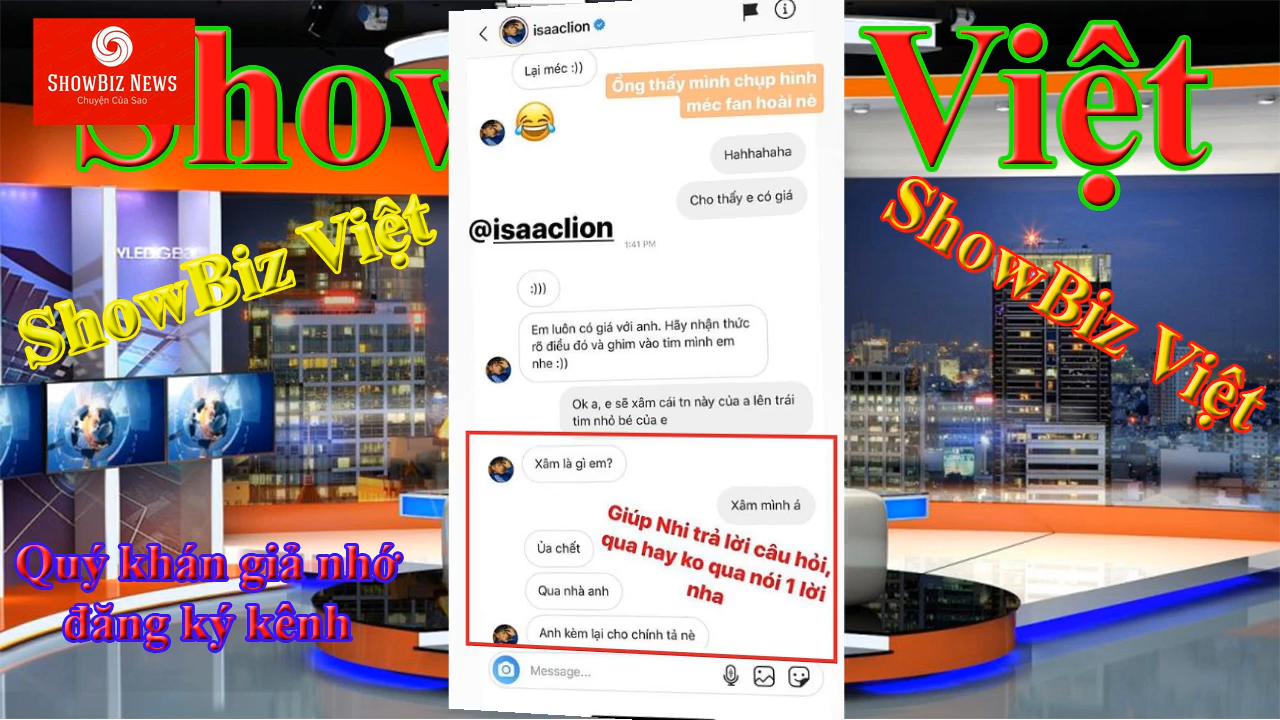 SHOWBIZ NEWS
Chuyện Của Sao
Show
Việt
ShowBiz Việt
YLEDIGB
Quý khán giả nhớ
đăng ký kênh
isaaclion
Lại méc :))
Ổng thấy mình chụp hình
méc fan hoài nè
Hahhahaha
Cho thấy e có giá
@isaaclion
1:41 PM
:)))
Em luôn có giá với anh. Hãy nhận thức
rõ điều đó và ghim vào tim mình em
nhe :))
Ok a, e sẽ xâm cái tn này của a lên trái
tim nhỏ bé của e
Xâm là gì em?
Xâm mình á
Giúp Nhi trả lời câu hỏi,
qua hay ko qua nói 1 lời
nha
Ủa chết
Qua nhà anh
Anh kèm lại cho chính tả nè
Message...
ShowBiz Việt